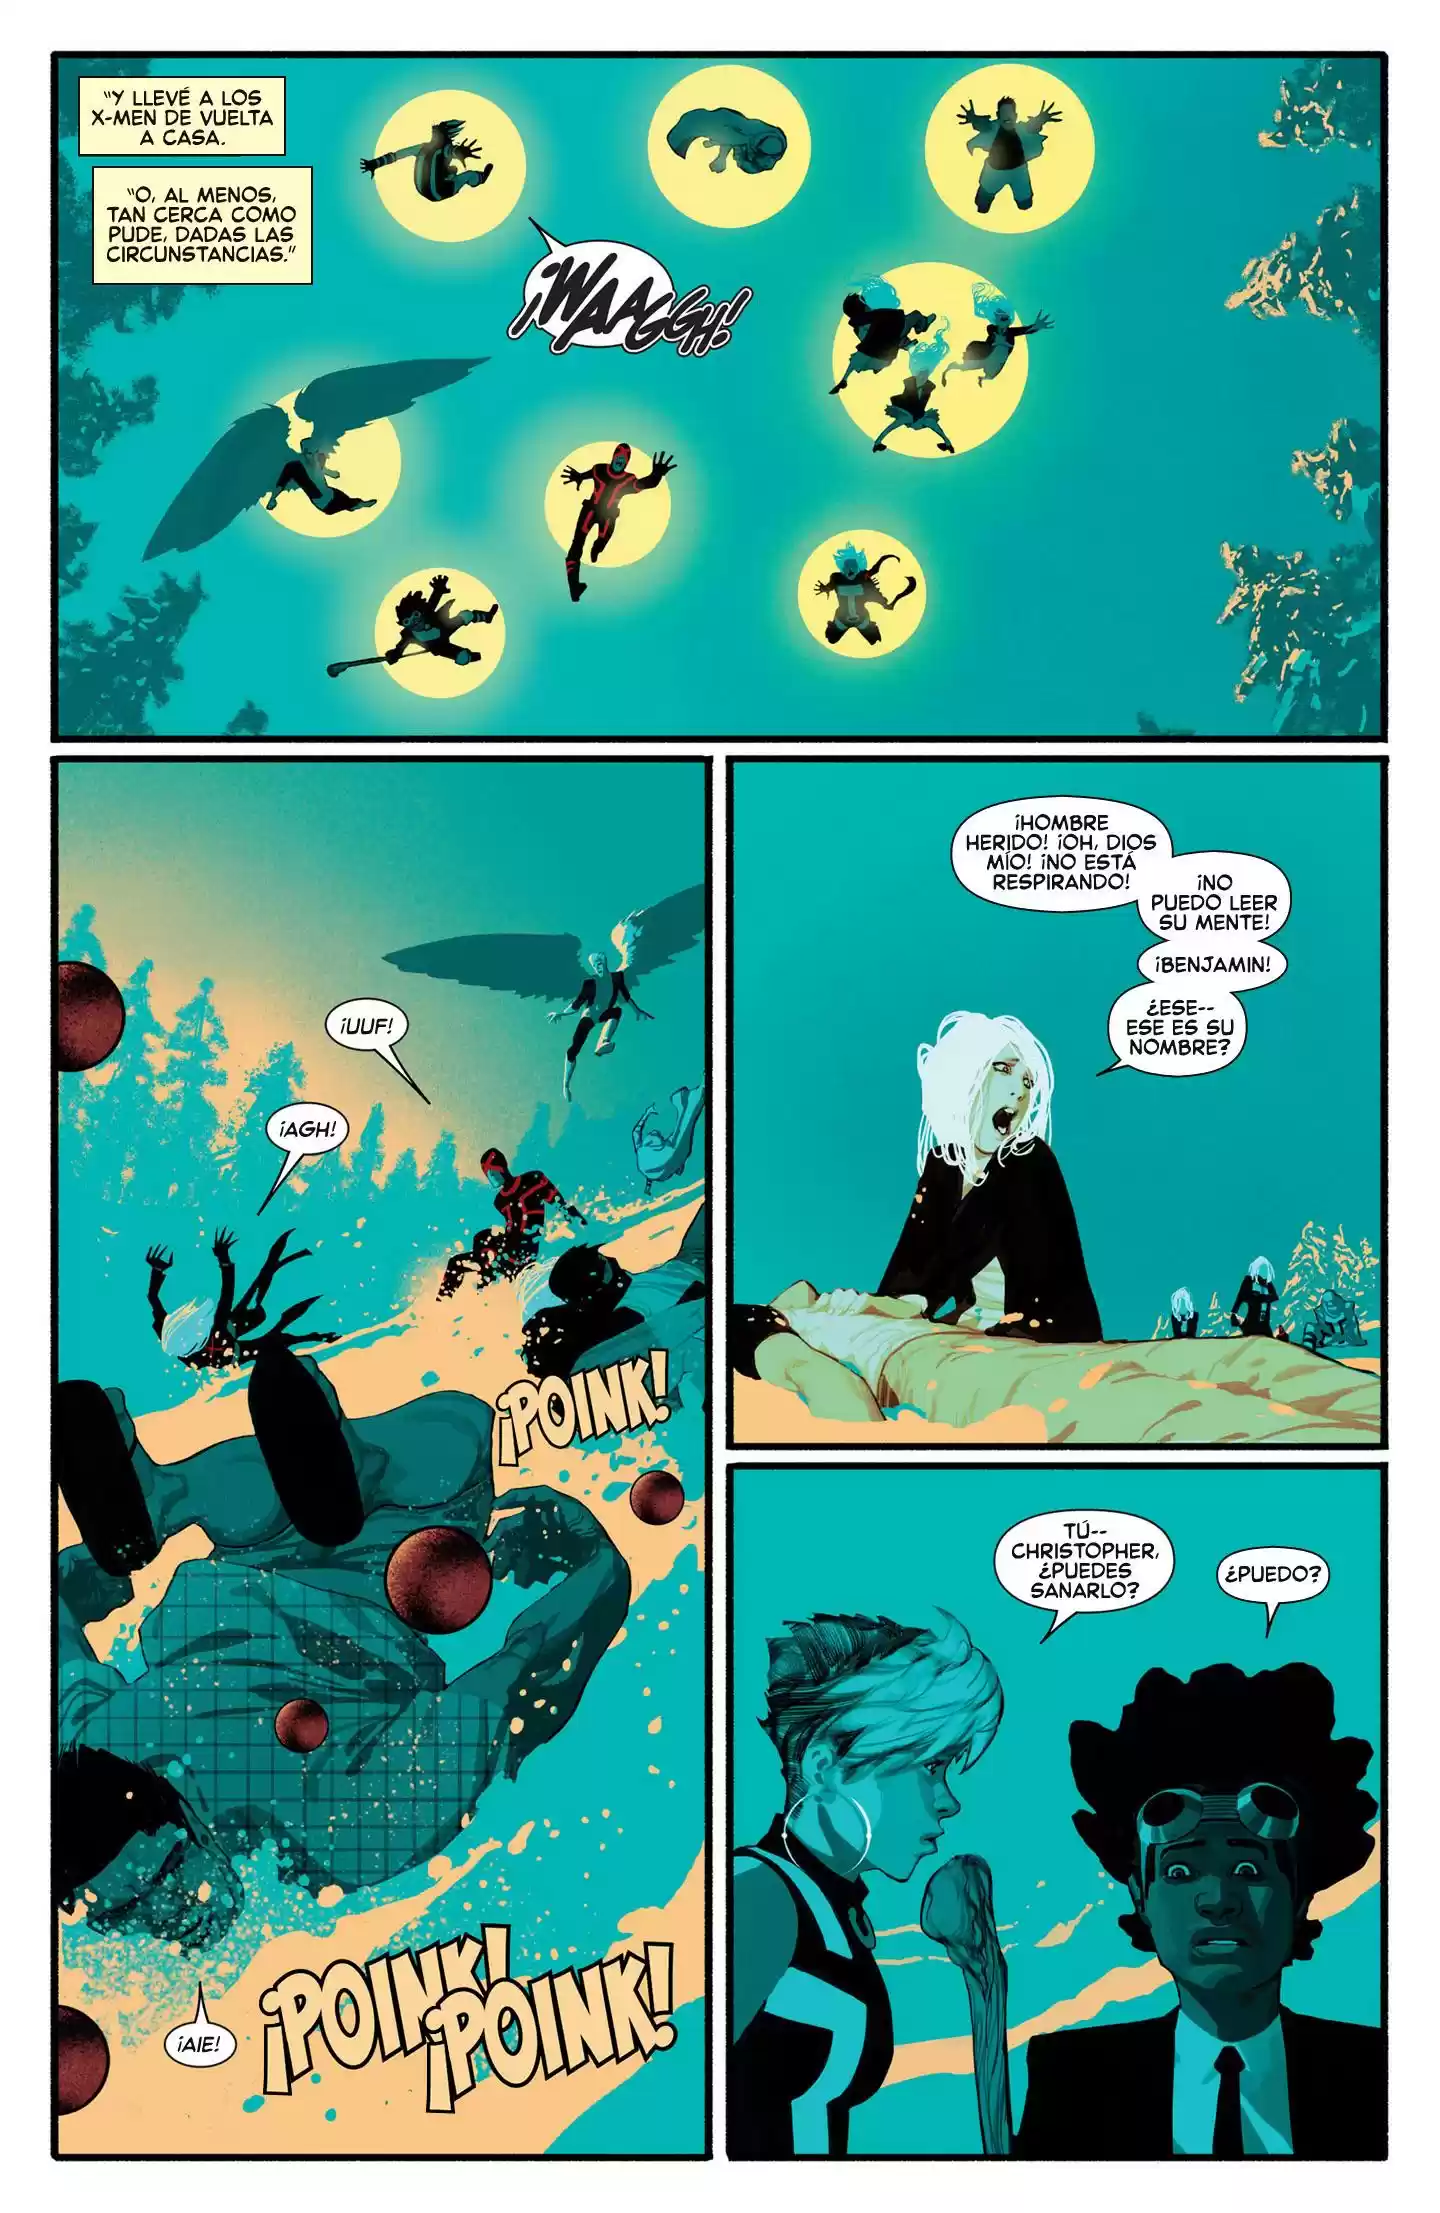 "Y LLEVÉ A LOS
X-MEN DE VUELTA
A CASA.
"O, AL MENOS,
TAN CERCA COMO
PUDE, DADAS LAS
CIRCUNSTANCIAS."
¡WAAGGH!
¡UUF!
¡AGH!
¡POINK!
¡AIE!
¡POINK!
¡POINK!
¡HOMBRE
HERIDO! ¡OH, DIOS
MÍO! ¡NO ESTÁ
RESPIRANDO!
¡NO
PUEDO LEER
SU MENTE!
¡BENJAMIN!
¿ESE--
ESE ES SU
NOMBRE?
TÚ--
CHRISTOPHER,
¿PUEDES
SANARLO?
¿PUEDO?